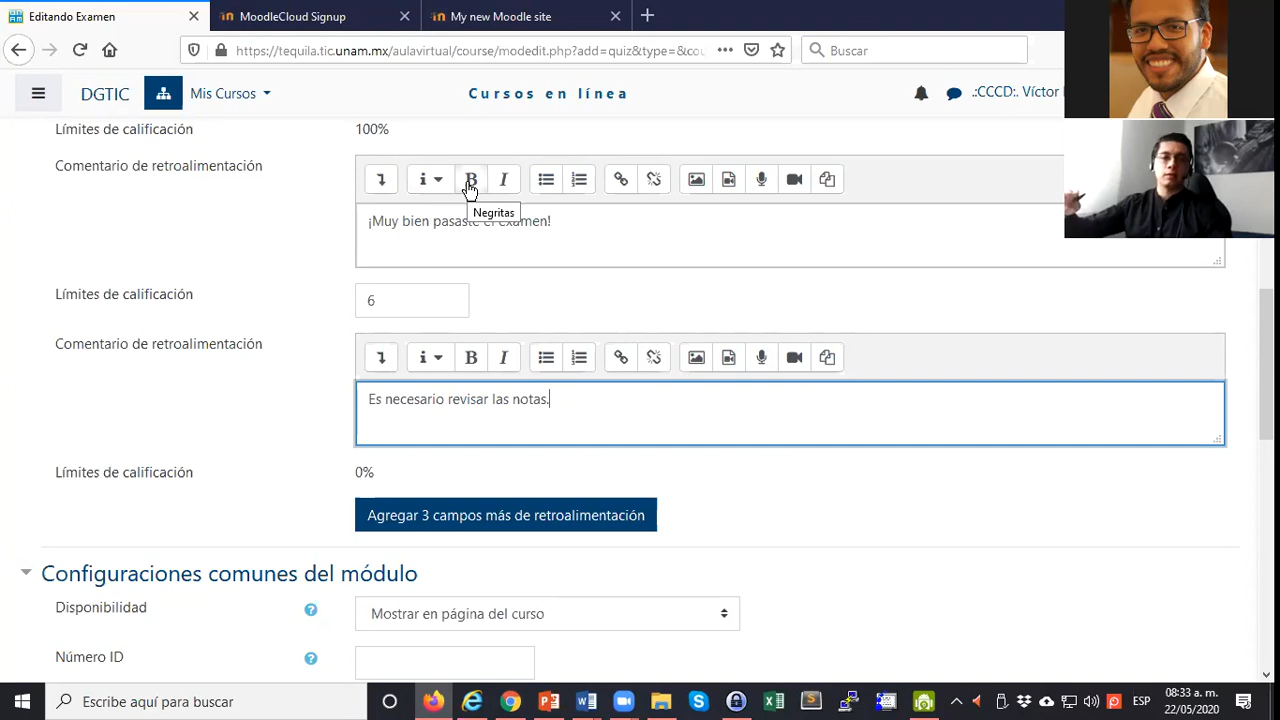 Editando Examen
MoodleCloud Signup
My new Moodle site
https://tequila.tic.unam.mx/aulavirtual/course/modedit.php?add=quiz&type=&cou
Buscar
DGTIC
Mis Cursos
Cursos en línea
.:CCCD:. Víctor
Límites de calificación
100%
Comentario de retroalimentación
B I
Negritas
¡Muy bien pasaste el examen!
Límites de calificación
6
Comentario de retroalimentación
B I
Es necesario revisar las notas.
Límites de calificación
0%
Agregar 3 campos más de retroalimentación
Configuraciones comunes del módulo
Disponibilidad
Mostrar en página del curso
Número ID
Escribe aquí para buscar
ESP
08:33 a. m.
22/05/2020